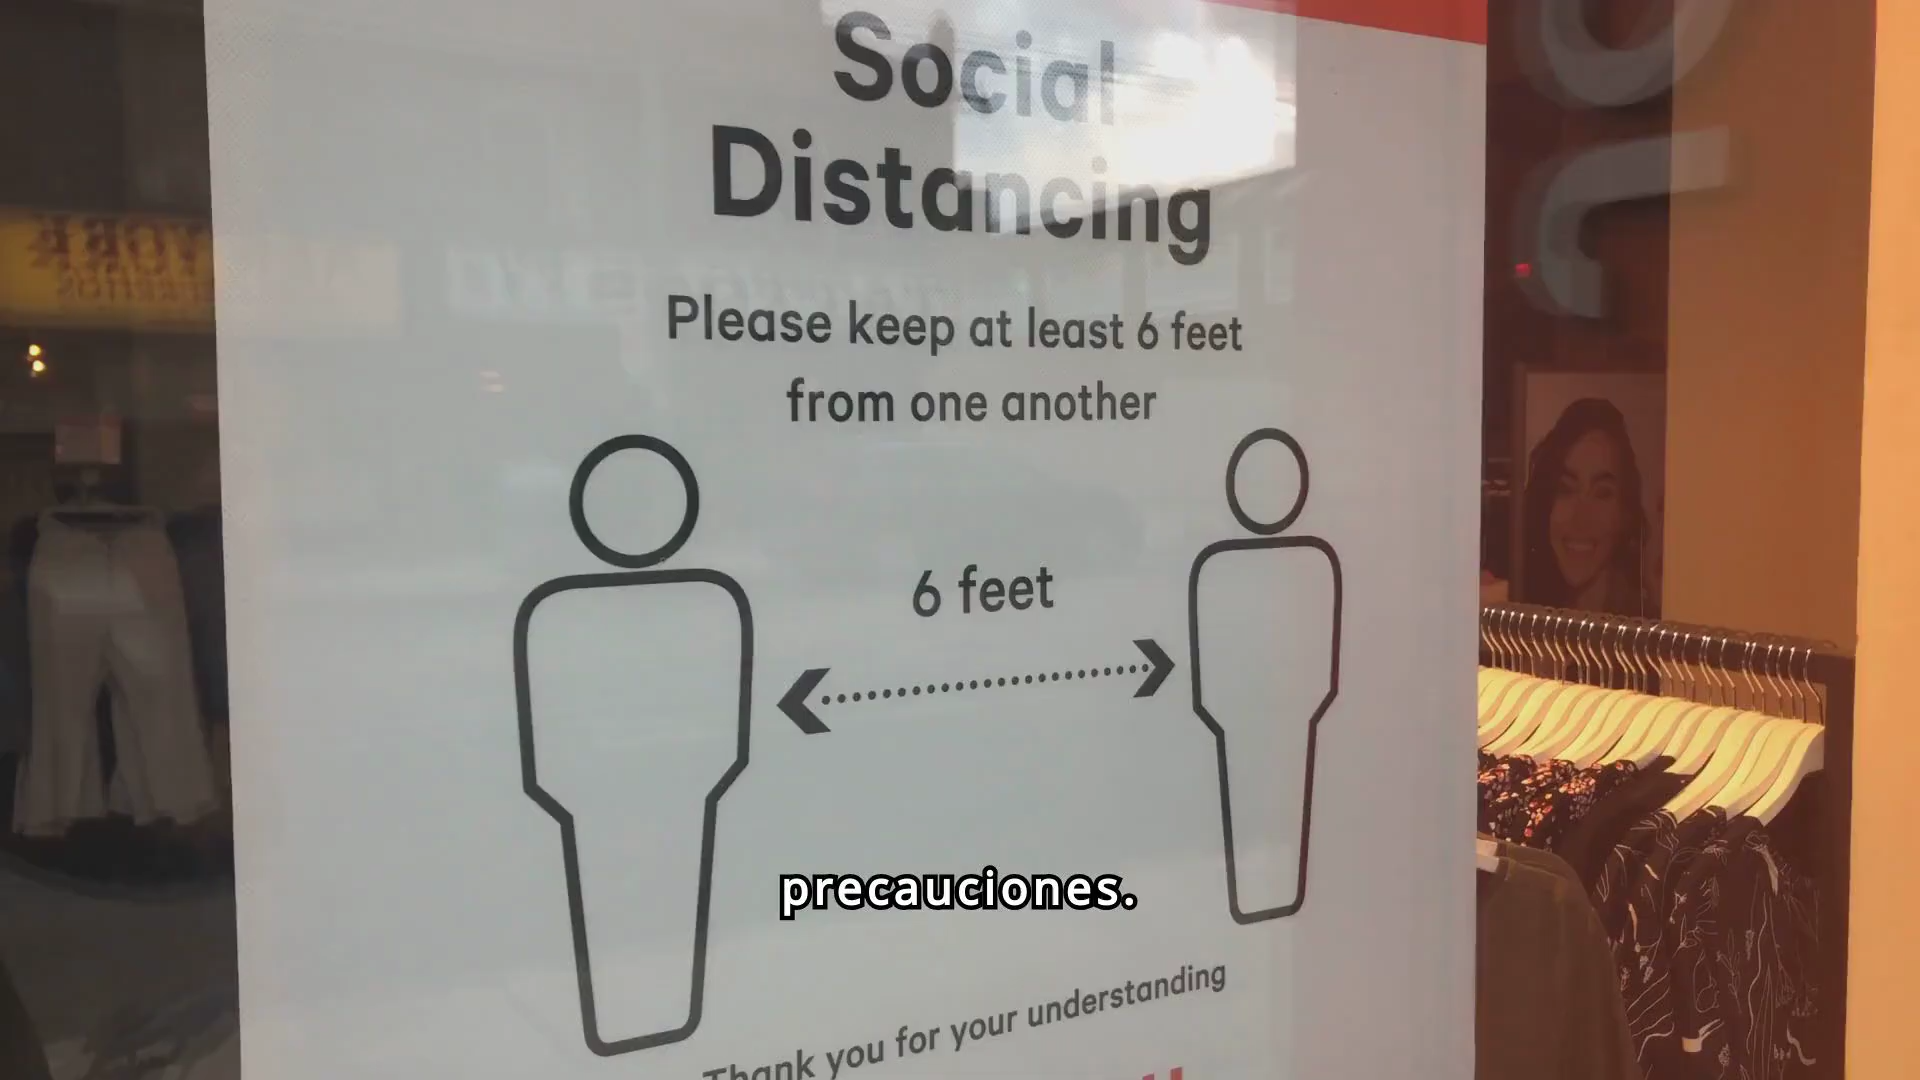 Social
Distancing
Please keep at least 6 feet
from one another
6 feet
precauciones.
Thank you for your understanding